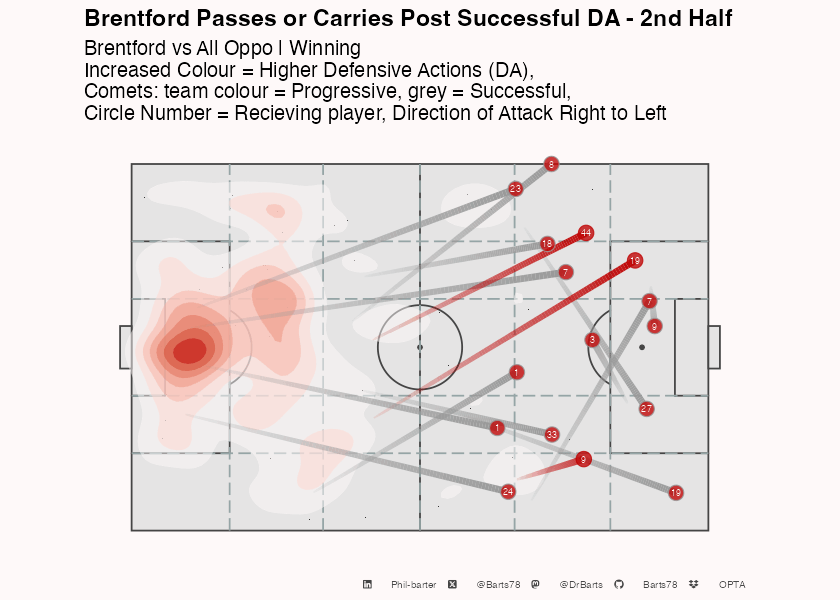 Brentford Passes or Carries Post Successful DA - 2nd Half
Brentford vs All Oppo | Winning
Increased Colour = Higher Defensive Actions (DA),
Comets: team colour = Progressive, grey = Successful,
Circle Number = Recieving player, Direction of Attack Right to Left
8
23
44
18
19
7
7
9
3
1
27
1
33
9
24
19
Phil-barter @Barts78 @DrBarts Barts78 OPTA